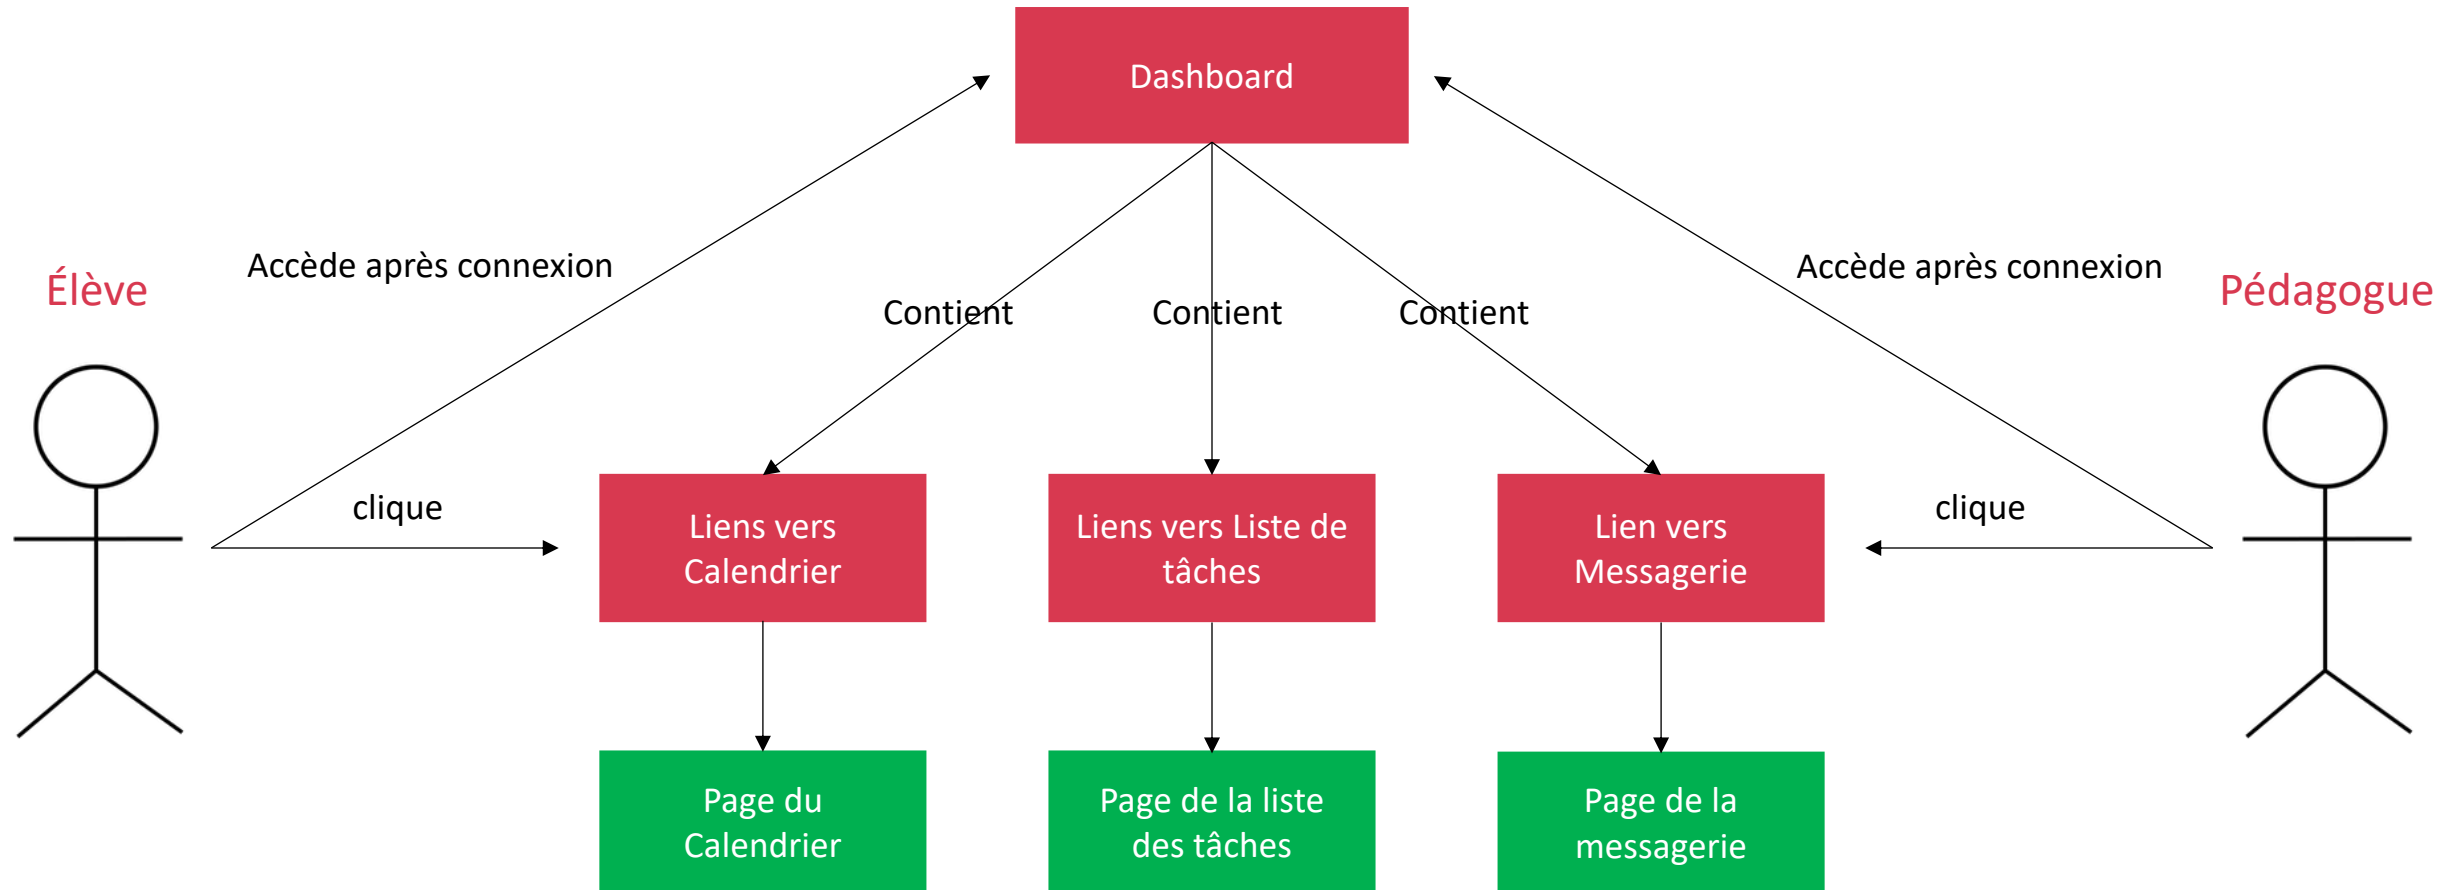 Dashboard
Accède après connexion
Accède après connexion
Élève
Pédagogue
Contient
Contient
Contient
clique
clique
Liens vers
Calendrier
Liens vers Liste de
tâches
Lien vers
Messagerie
Page du
Calendrier
Page de la liste
des tâches
Page de la
messagerie